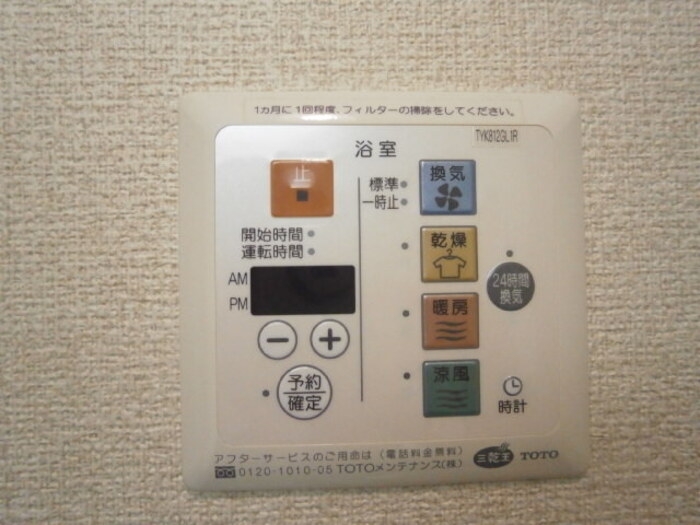 1ヵ月に1回程度、フィルターの掃除をしてください。
TYK812GL1R
浴室
止
標準
一時止
換気
開始時間
運転時間
乾燥
AM
PM
24時間
換気
暖房
予約
確定
涼風
時計
アフターサービスのご用命は（電話料金無料）
0120-1010-05 TOTOメンテナンス(株)
三乾王 TOTO